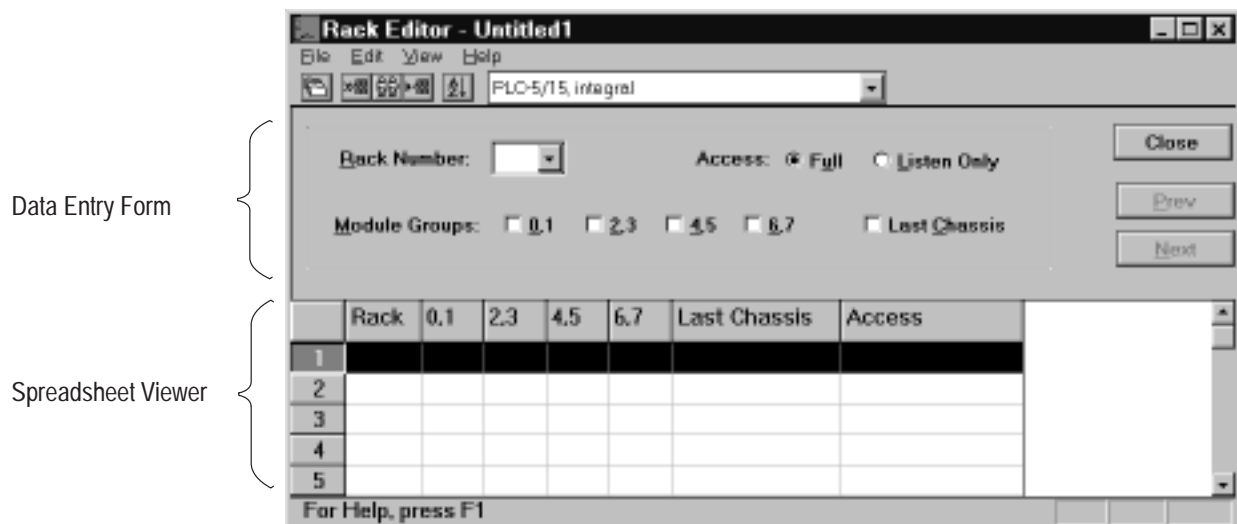 Rack Editor - Untitled1
File Edit View Help
PLC-5/15, integral
Data Entry Form
Rack Number: Access: Full Listen Only
Close
Module Groups: 0,1 2,3 4,5 6,7 Last Chassis
Prev
Next
Spreadsheet Viewer
Rack 0,1 2,3 4,5 6,7 Last Chassis Access
1
2
3
4
5
For Help, press F1